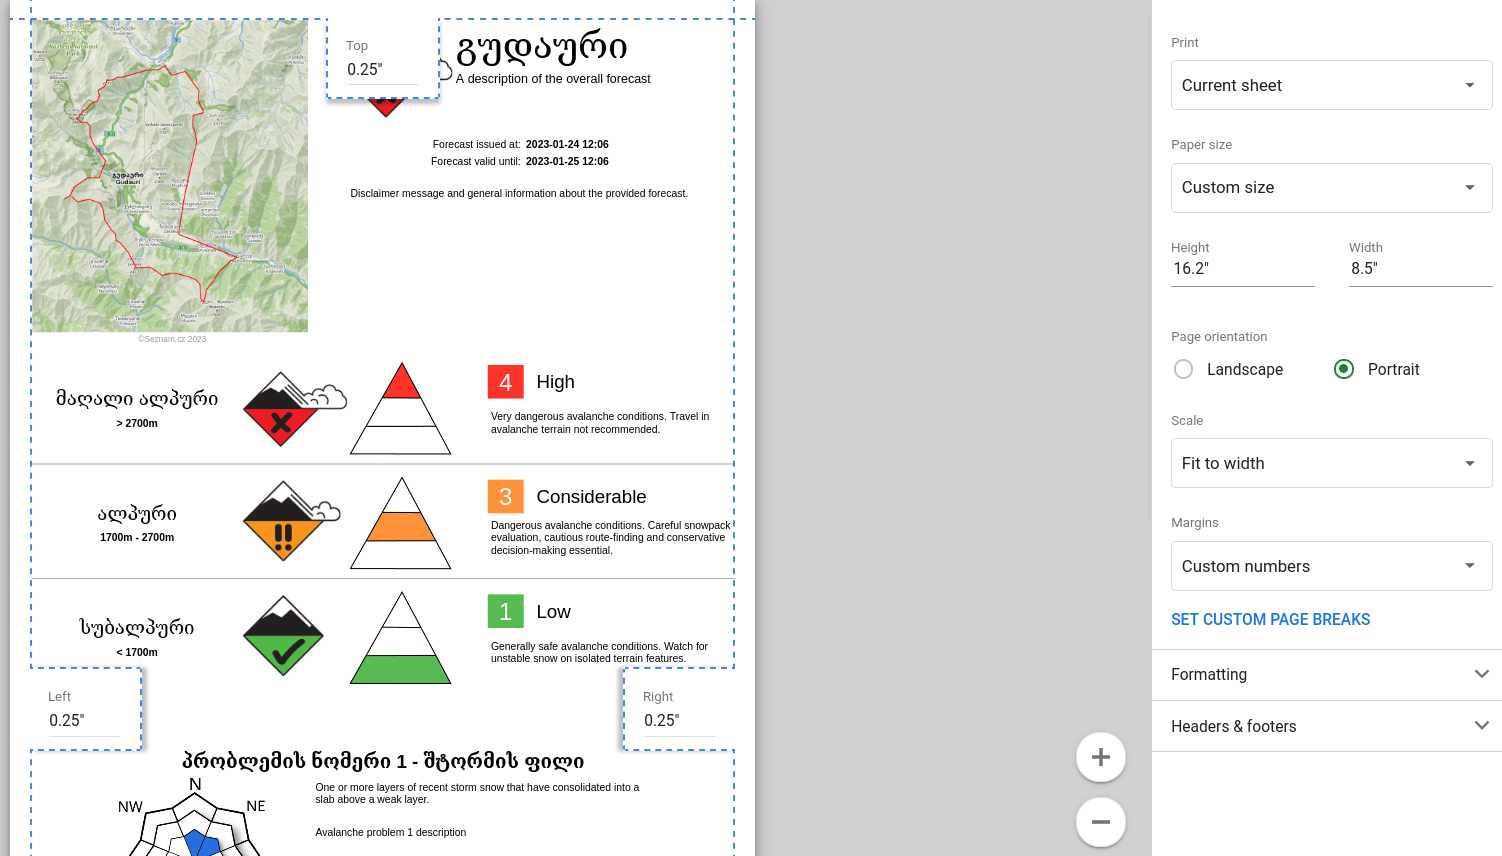 Top
0.25"
გუდაური
A description of the overall forecast
Forecast issued at: 2023-01-24 12:06
Forecast valid until: 2023-01-25 12:06
Disclaimer message and general information about the provided forecast.
გუდაური
Gudauri
©Seznam.cz 2023
მაღალი ალპური
> 2700m
4 High
Very dangerous avalanche conditions. Travel in
avalanche terrain not recommended.
ალპური
1700m - 2700m
3 Considerable
Dangerous avalanche conditions. Careful snowpack
evaluation, cautious route-finding and conservative
decision-making essential.
სუბალპური
< 1700m
1 Low
Generally safe avalanche conditions. Watch for
unstable snow on isolated terrain features.
Left
0.25"
Right
0.25"
პრობლემის ნომერი 1 - შტორმის ფილი
N
NW
NE
One or more layers of recent storm snow that have consolidated into a
slab above a weak layer.
Avalanche problem 1 description
Print
Current sheet
Paper size
Custom size
Height
16.2"
Width
8.5"
Page orientation
Landscape
Portrait
Scale
Fit to width
Margins
Custom numbers
SET CUSTOM PAGE BREAKS
Formatting
Headers & footers